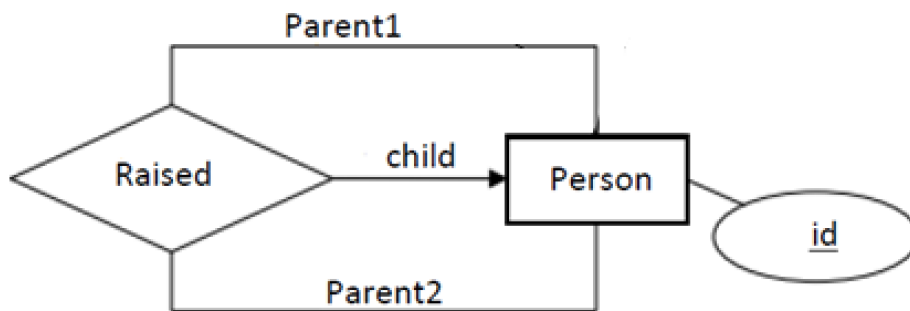 Parent1
Raised
child
Person
id
Parent2